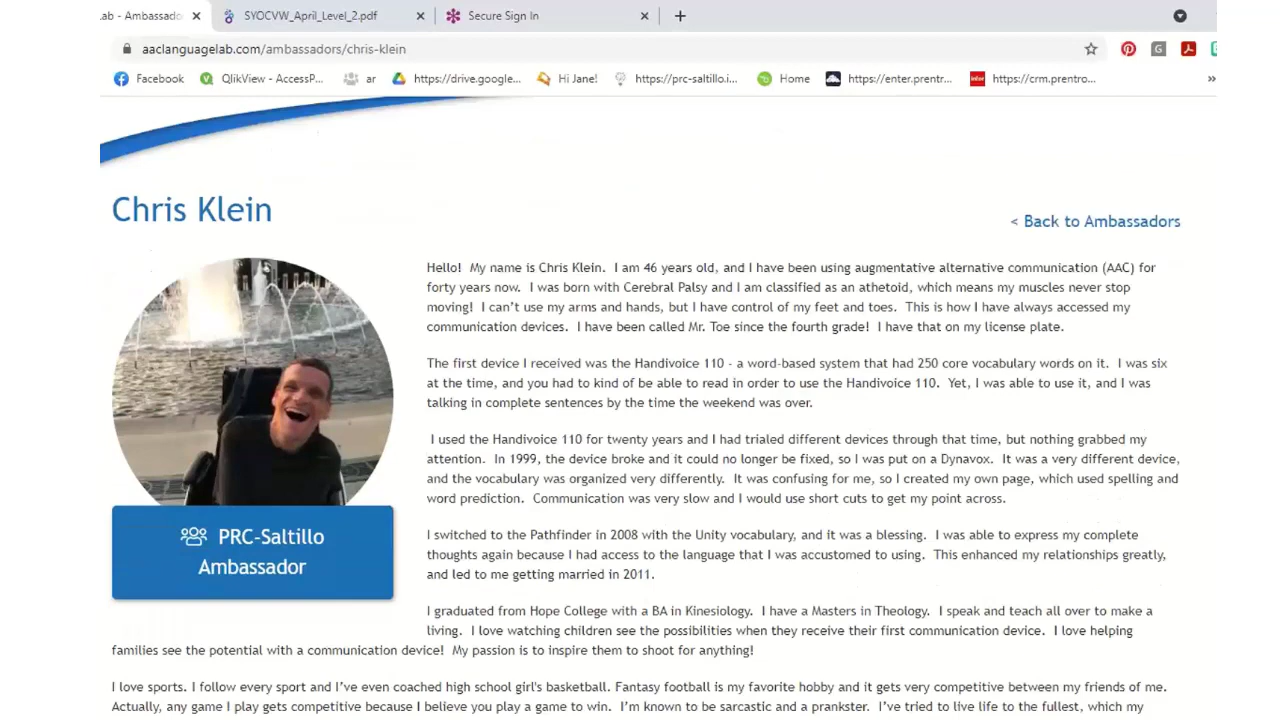 .ab - Ambassado
SYOCVW_April_Level_2.pdf
Secure Sign In
aaclanguagelab.com/ambassadors/chris-klein
Facebook
QlikView - AccessP...
ar
https://drive.google...
Hi Jane!
https://prc-saltillo.i...
Home
https://enter.prentr...
https://crm.prentro...
Chris Klein
< Back to Ambassadors
Hello!  My name is Chris Klein.  I am 46 years old, and I have been using augmentative alternative communication (AAC) for
forty years now.  I was born with Cerebral Palsy and I am classified as an athetoid, which means my muscles never stop
moving!  I can't use my arms and hands, but I have control of my feet and toes.  This is how I have always accessed my
communication devices.  I have been called Mr. Toe since the fourth grade!  I have that on my license plate.
The first device I received was the Handivoice 110 - a word-based system that had 250 core vocabulary words on it.  I was six
at the time, and you had to kind of be able to read in order to use the Handivoice 110.  Yet, I was able to use it, and I was
talking in complete sentences by the time the weekend was over.
I used the Handivoice 110 for twenty years and I had trialed different devices through that time, but nothing grabbed my
attention.  In 1999, the device broke and it could no longer be fixed, so I was put on a Dynavox.  It was a very different device,
and the vocabulary was organized very differently.  It was confusing for me, so I created my own page, which used spelling and
word prediction.  Communication was very slow and I would use short cuts to get my point across.
PRC-Saltillo
Ambassador
I switched to the Pathfinder in 2008 with the Unity vocabulary, and it was a blessing.  I was able to express my complete
thoughts again because I had access to the language that I was accustomed to using.  This enhanced my relationships greatly,
and led to me getting married in 2011.
I graduated from Hope College with a BA in Kinesiology.  I have a Masters in Theology.  I speak and teach all over to make a
living.  I love watching children see the possibilities when they receive their first communication device.  I love helping
families see the potential with a communication device!  My passion is to inspire them to shoot for anything!
I love sports. I follow every sport and I've even coached high school girl's basketball. Fantasy football is my favorite hobby and it gets very competitive between my friends of me.
Actually, any game I play gets competitive because I believe you play a game to win.  I'm known to be sarcastic and a prankster.  I've tried to live life to the fullest, which my